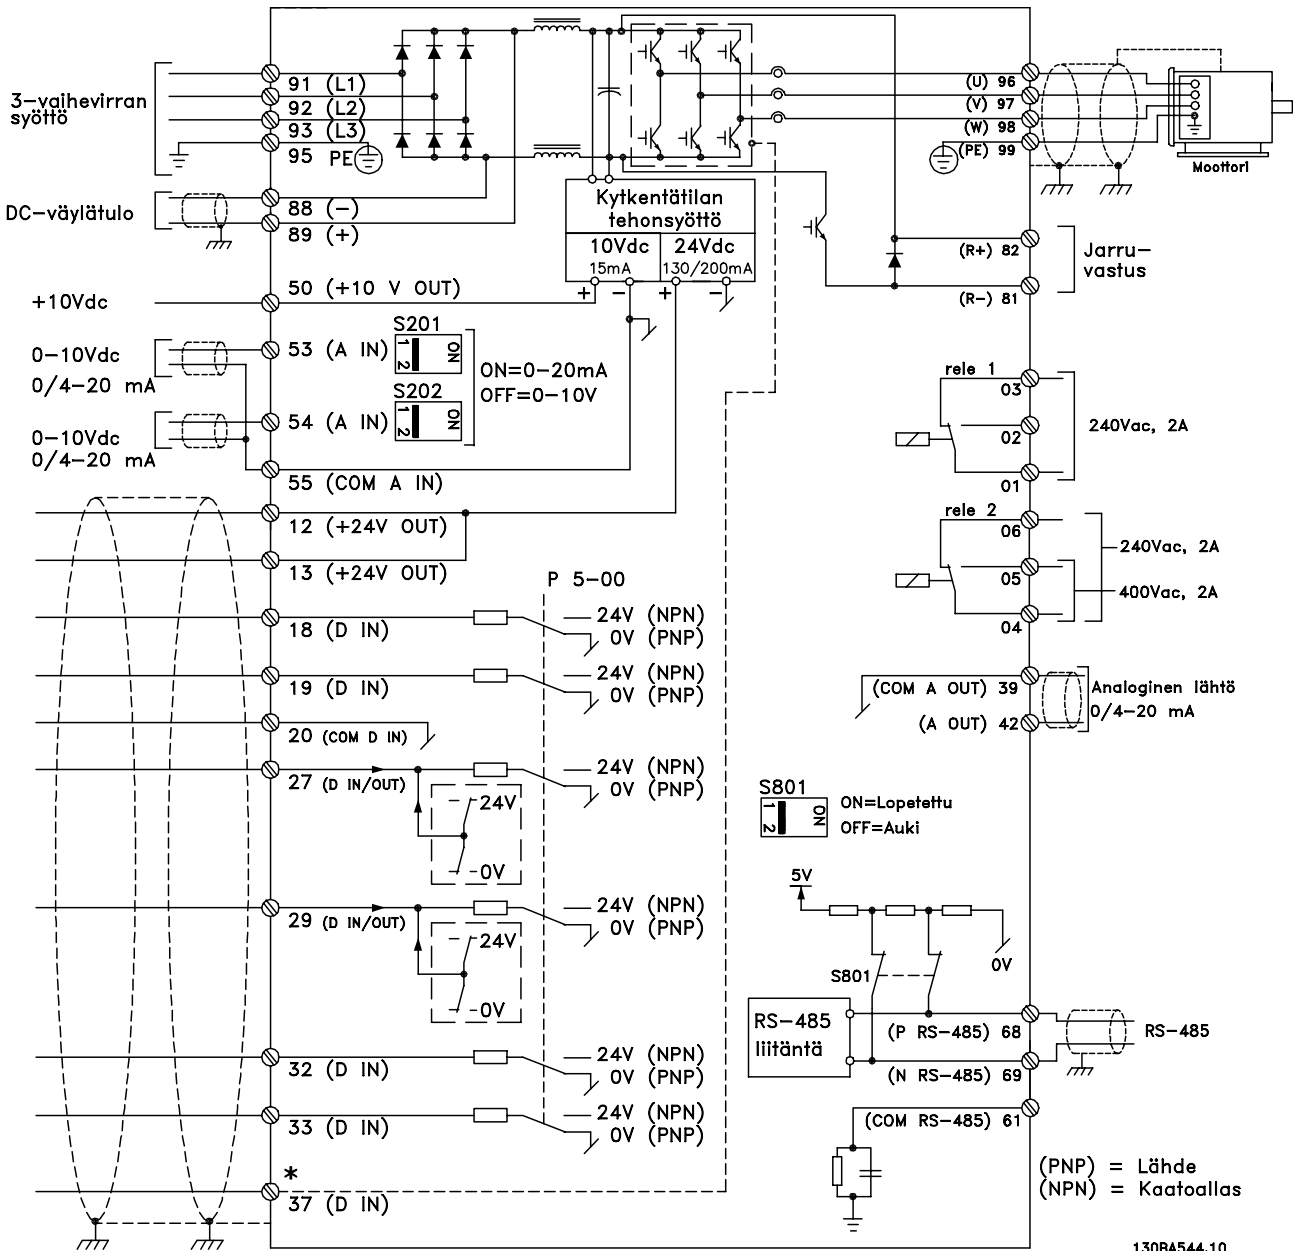 3-vaihevirran
syöttö
91 (L1)
92 (L2)
93 (L3)
95 PE
DC-väylätulo
88 (-)
89 (+)
+10Vdc
50 (+10 V OUT)
0-10Vdc
0/4-20 mA
53 (A IN)
S201
1 2
ON
ON=0-20mA
OFF=0-10V
S202
1 2
ON
0-10Vdc
0/4-20 mA
54 (A IN)
55 (COM A IN)
12 (+24V OUT)
13 (+24V OUT)
P 5-00
18 (D IN)
24V (NPN)
0V (PNP)
19 (D IN)
24V (NPN)
0V (PNP)
20 (COM D IN)
27 (D IN/OUT)
24V (NPN)
0V (PNP)
24V
0V
29 (D IN/OUT)
24V (NPN)
0V (PNP)
24V
0V
32 (D IN)
24V (NPN)
0V (PNP)
33 (D IN)
24V (NPN)
0V (PNP)
*
37 (D IN)
Kytkentätilan
tehonsyöttö
10Vdc
15mA
24Vdc
130/200mA
+ - + -
(U) 96
(V) 97
(W) 98
(PE) 99
Moottori
(R+) 82
(R-) 81
Jarru-
vastus
rele 1
03
02
01
240Vac, 2A
rele 2
06
05
04
240Vac, 2A
400Vac, 2A
(COM A OUT) 39
(A OUT) 42
Analoginen lähtö
0/4-20 mA
S801
1 2
ON
ON=Lopetettu
OFF=Auki
5V
0V
S801
RS-485
liitäntä
(P RS-485) 68
(N RS-485) 69
RS-485
(COM RS-485) 61
(PNP) = Lähde
(NPN) = Kaatoallas
130BA544.10